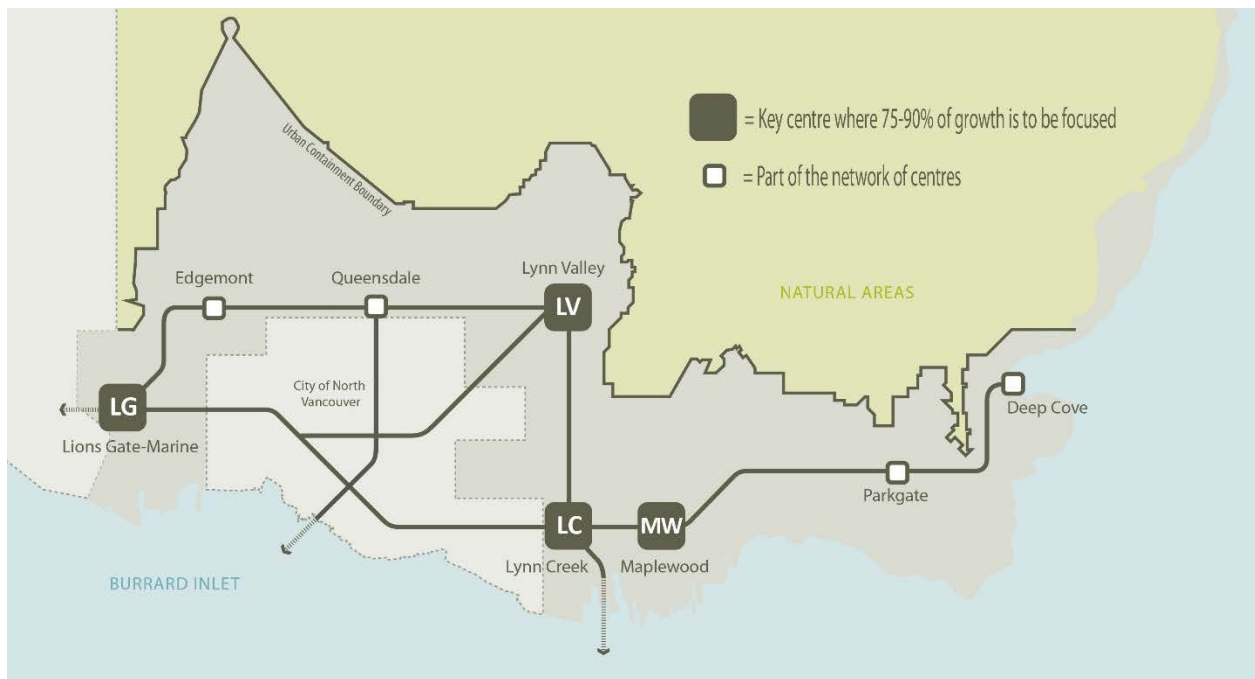 Urban Containment Boundary
= Key centre where 75-90% of growth is to be focused
= Part of the network of centres
Edgemont
Queensdale
Lynn Valley
LV
NATURAL AREAS
City of North
Vancouver
LG
Lions Gate-Marine
Deep Cove
Parkgate
LC
MW
Lynn Creek
Maplewood
BURRARD INLET